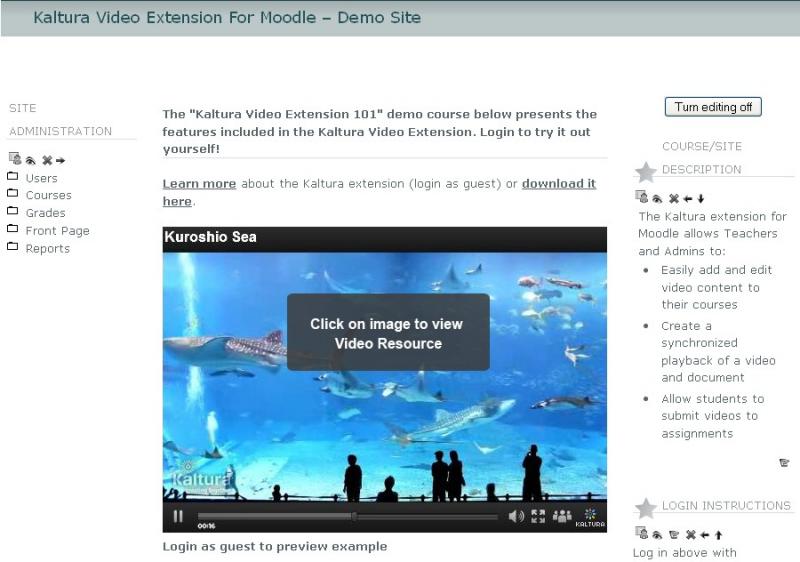 Kaltura Video Extension For Moodle – Demo Site
SITE
ADMINISTRATION
Users
Courses
Grades
Front Page
Reports
The "Kaltura Video Extension 101" demo course below presents the
features included in the Kaltura Video Extension. Login to try it out
yourself!
Learn more about the Kaltura extension (login as guest) or download it
here.
Kuroshio Sea
Click on image to view
Video Resource
Kaltura
00:16
KALTURA
Login as guest to preview example
Turn editing off
COURSE/SITE
DESCRIPTION
The Kaltura extension for
Moodle allows Teachers
and Admins to:
• Easily add and edit
video content to
their courses
• Create a
synchronized
playback of a video
and document
• Allow students to
submit videos to
assignments
LOGIN INSTRUCTIONS
Log in above with